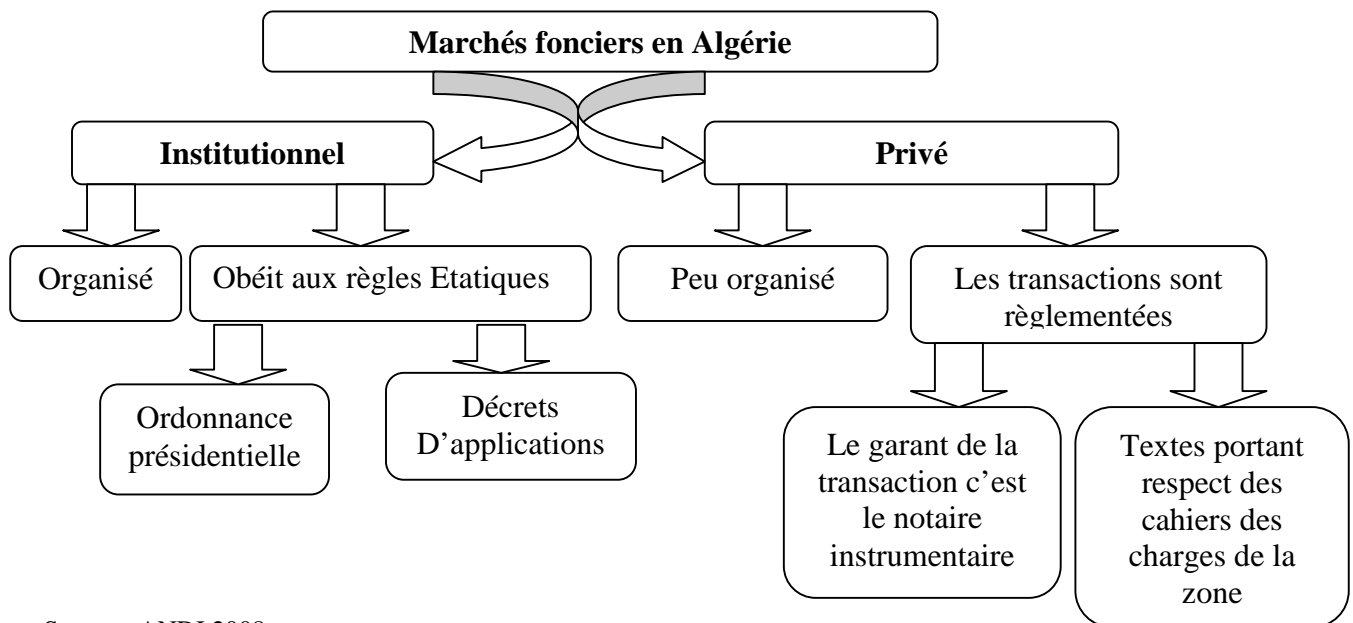 Marchés fonciers en Algérie
Institutionnel
Privé
Organisé
Obéit aux règles Etatiques
Peu organisé
Les transactions sont
règlementées
Ordonnance
présidentielle
Décrets
D’applications
Le garant de la
transaction c’est
le notaire
instrumentaire
Textes portant
respect des
cahiers des
charges de la
zone